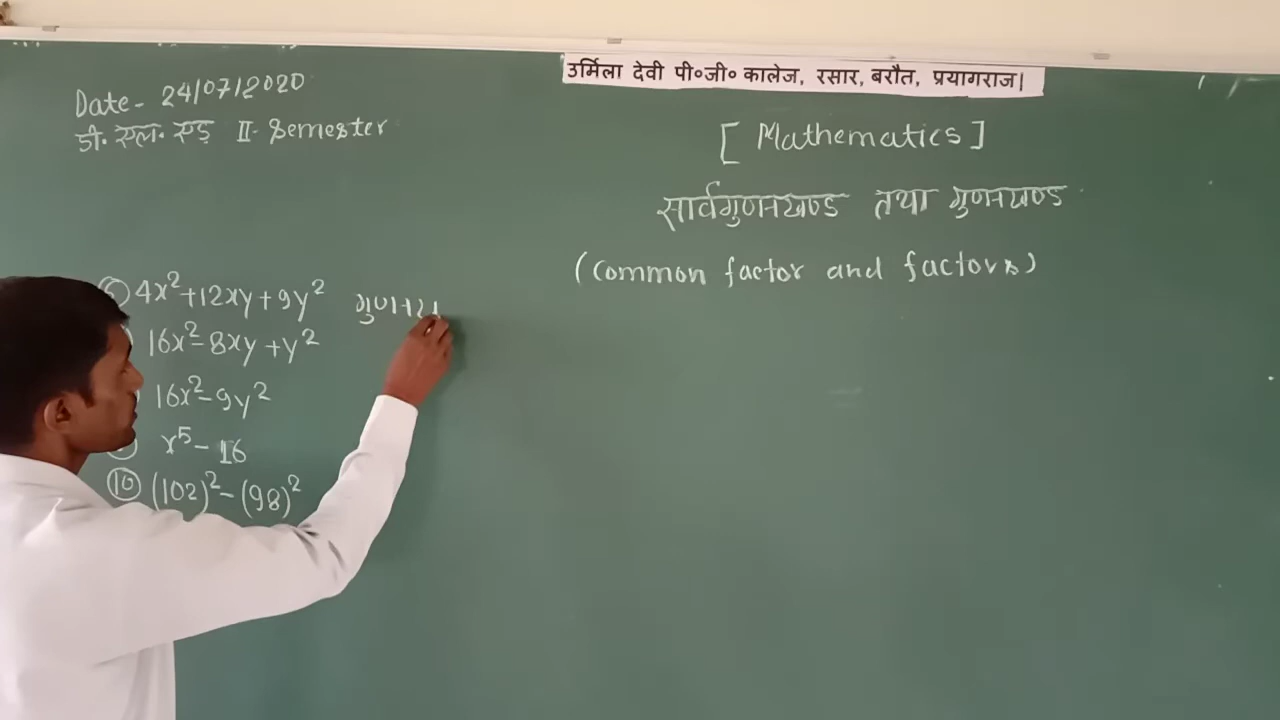 उर्मिला देवी पी०जी० कालेज, रसार, बरौत, प्रयागराज।
Date- 24/07/2020
डी. एल. एड़ II- Semester
[ Mathematics ]
सार्वगुणनखण्ड तथा गुणनखण्ड
(Common factor and factors)
4x²+12xy+9y²
16x²-8xy+y²
16x²-9y²
x⁵-16
⑩ (102)²-(98)²